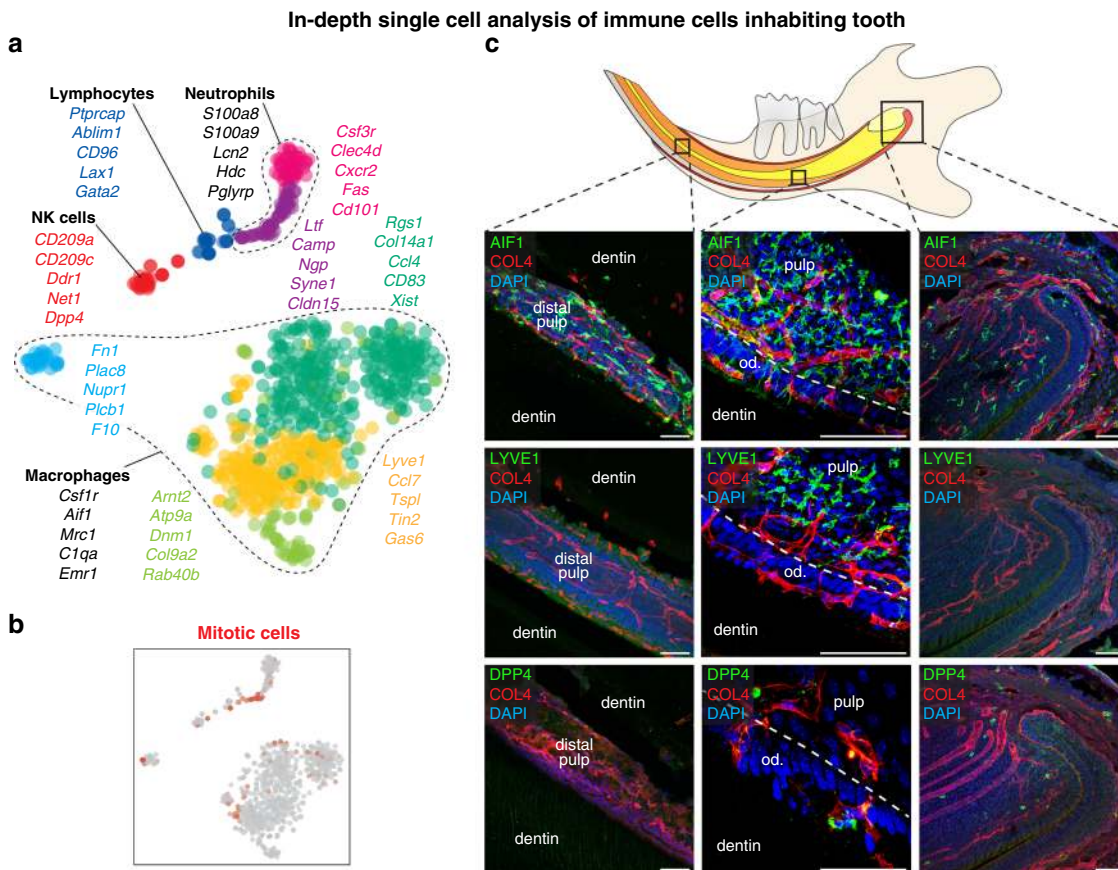 In-depth single cell analysis of immune cells inhabiting tooth
a
Lymphocytes
Ptprcap
Ablim1
CD96
Lax1
Gata2
Neutrophils
S100a8
S100a9
Lcn2
Hdc
Pglyrp
Csf3r
Clec4d
Cxcr2
Fas
Cd101
NK cells
CD209a
CD209c
Ddr1
Net1
Dpp4
Ltf
Camp
Ngp
Syne1
Cldn15
Rgs1
Col14a1
Ccl4
CD83
Xist
Fn1
Plac8
Nupr1
Plcb1
F10
Macrophages
Csf1r
Aif1
Mrc1
C1qa
Emr1
Arnt2
Atp9a
Dnm1
Col9a2
Rab40b
Lyve1
Ccl7
Tspl
Tin2
Gas6
b
Mitotic cells
c
AIF1
COL4
DAPI
dentin
distal
pulp
dentin
AIF1
COL4
DAPI
pulp
od.
dentin
AIF1
COL4
DAPI
LYVE1
COL4
DAPI
dentin
distal
pulp
dentin
LYVE1
COL4
DAPI
pulp
od.
dentin
LYVE1
COL4
DAPI
DPP4
COL4
DAPI
dentin
distal
pulp
dentin
DPP4
COL4
DAPI
pulp
od.
dentin
DPP4
COL4
DAPI